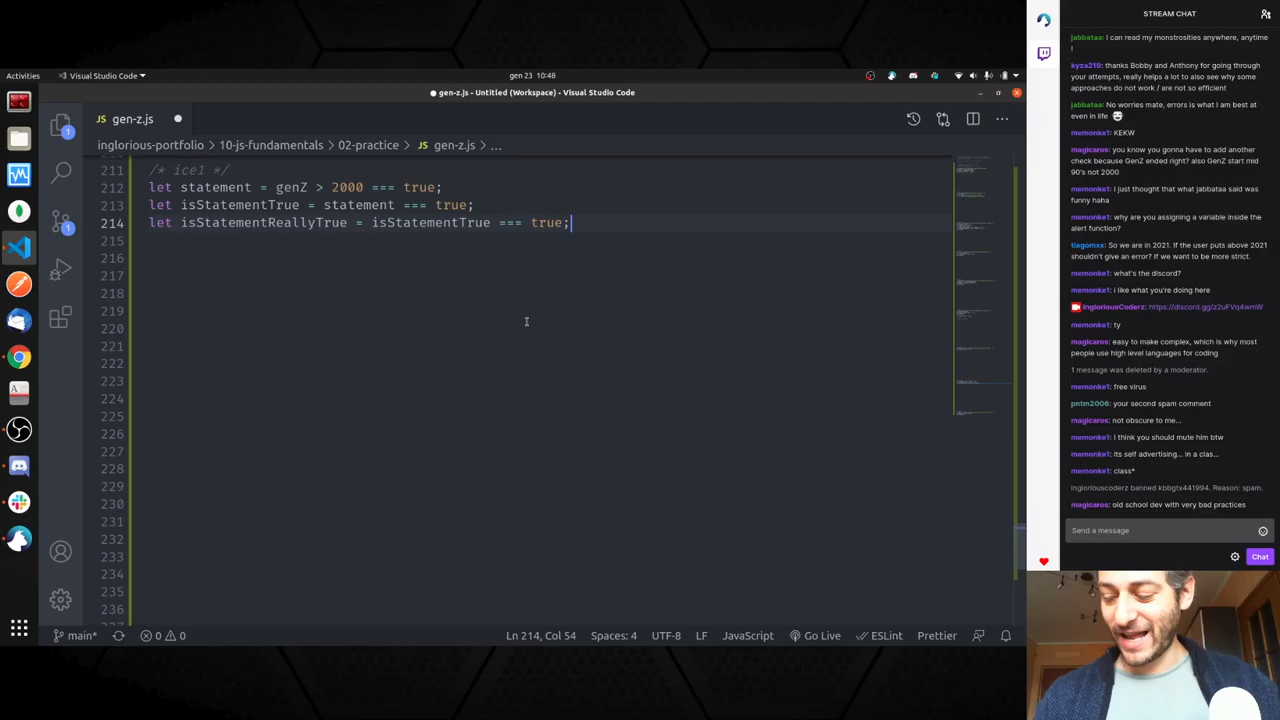 Activities
Visual Studio Code
gen 23 10:48
● gen-z.js - Untitled (Workspace) - Visual Studio Code
JS gen-z.js
ingloriousportfolio > 10-js-fundamentals > 02-per-te > JS gen-z.js > ...
211 /* ice1 */
212 let statement = genZ > 2000 === true;
213 let isStatementTrue = statement === true;
214 let isStatementReallyTrue = isStatementTrue === true;
215
216
217
218
219
220
221
222
223
224
225
226
227
228
229
230
231
232
233
234
235
236
main*
0 0
Ln 214, Col 54
Spaces: 4
UTF-8
LF
JavaScript
Go Live
ESLint
Prettier
STREAM CHAT
jabbataa: I can read my monstrosities anywhere, anytime
!
kyza219: thanks Bobby and Anthony for going through
your attempts, really helps a lot to also see why some
approaches do not work / are not so efficient
jabbataa: No worries mate, errors is what I am best at
even in life
memonke1: KEKW
magicaros: you know you gonna have to add another
check because GenZ ended right? also GenZ start mid
90's not 2000
memonke1: I just thought that what jabbataa said was
funny haha
memonke1: why are you assigning a variable inside the
alert function?
tiagomxx: So we are in 2021. If the user puts above 2021
shouldn't give an error? If we want to be more strict.
memonke1: what's the discord?
memonke1: i like what you're doing here
IngloriousCoderz: https://discord.gg/z2uFVq4wmW
memonke1: ty
magicaros: easy to make complex, which is why most
people use high level languages for coding
1 message was deleted by a moderator.
memonke1: free virus
pntm2006: your second spam comment
magicaros: not obscure to me...
memonke1: I think you should mute him btw
memonke1: its self advertising... in a clas...
memonke1: class*
ingloriouscoderz banned kbbgtx441994. Reason: spam.
magicaros: old school dev with very bad practices
Send a message
Chat